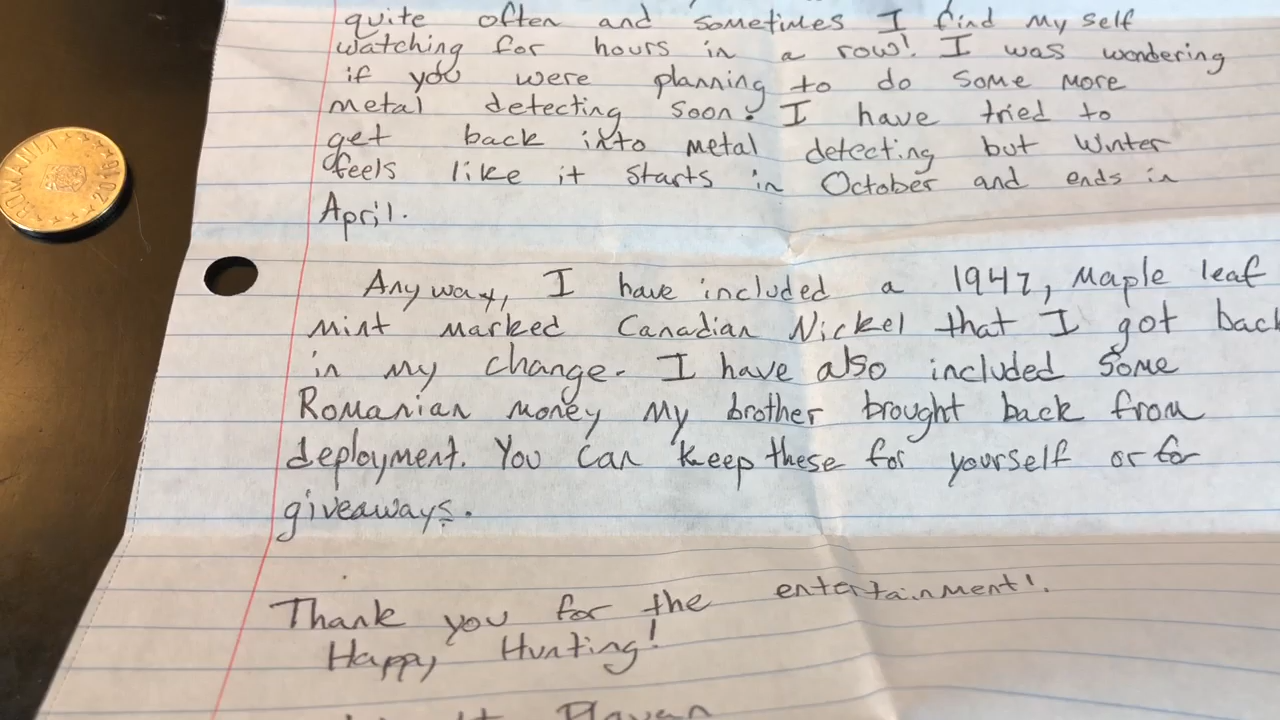 quite often and sometimes I find my self
watching for hours in a row! I was wondering
if you were planning to do some more
metal detecting soon? I have tried to
get back into metal detecting but Winter
feels like it starts in October and ends in
April.
Anyway, I have included a 1947, Maple leaf
mint marked Canadian Nickel that I got back
in my change. I have also included some
Romanian money my brother brought back from
deployment. You can keep these for yourself or for
giveaways.
Thank you for the entertainment!
Happy Hunting!
ROMANIA 2016